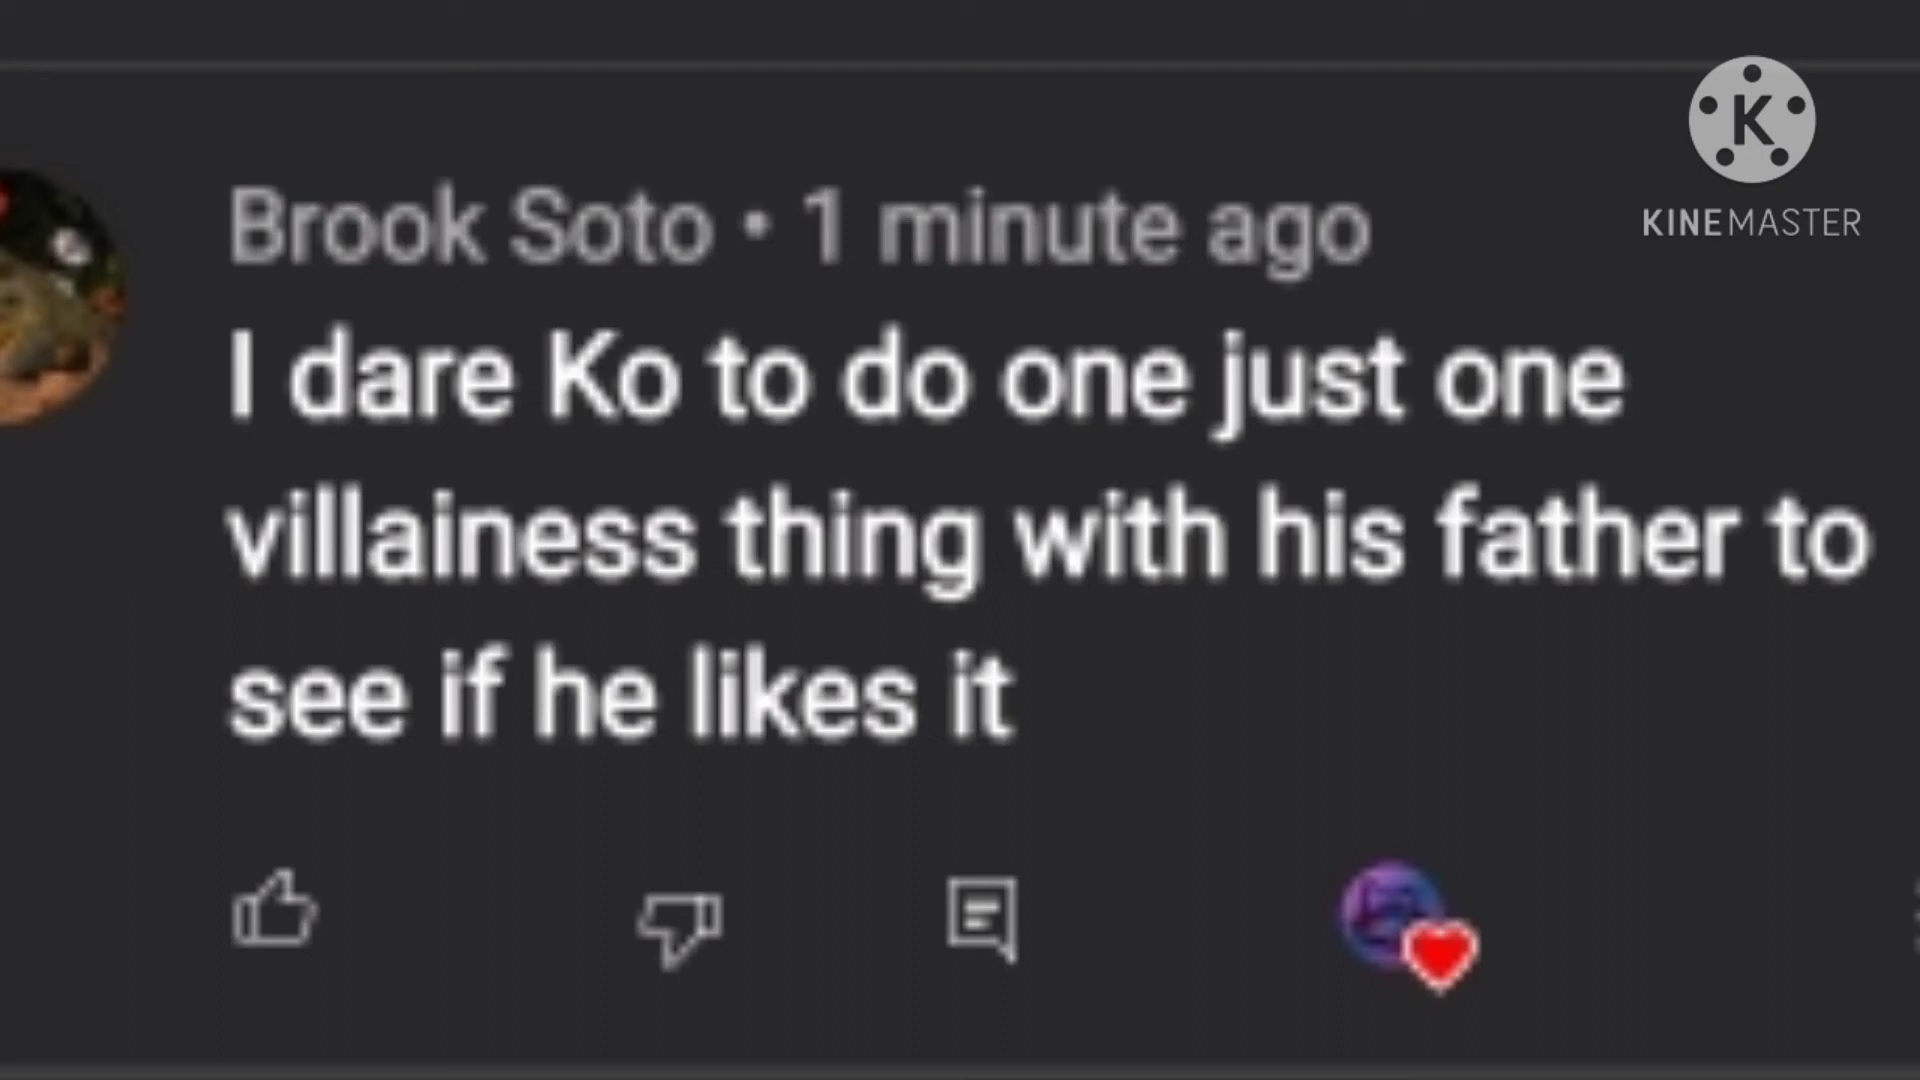 K
KINEMASTER
Brook Soto • 1 minute ago
I dare Ko to do one just one
villainess thing with his father to
see if he likes it